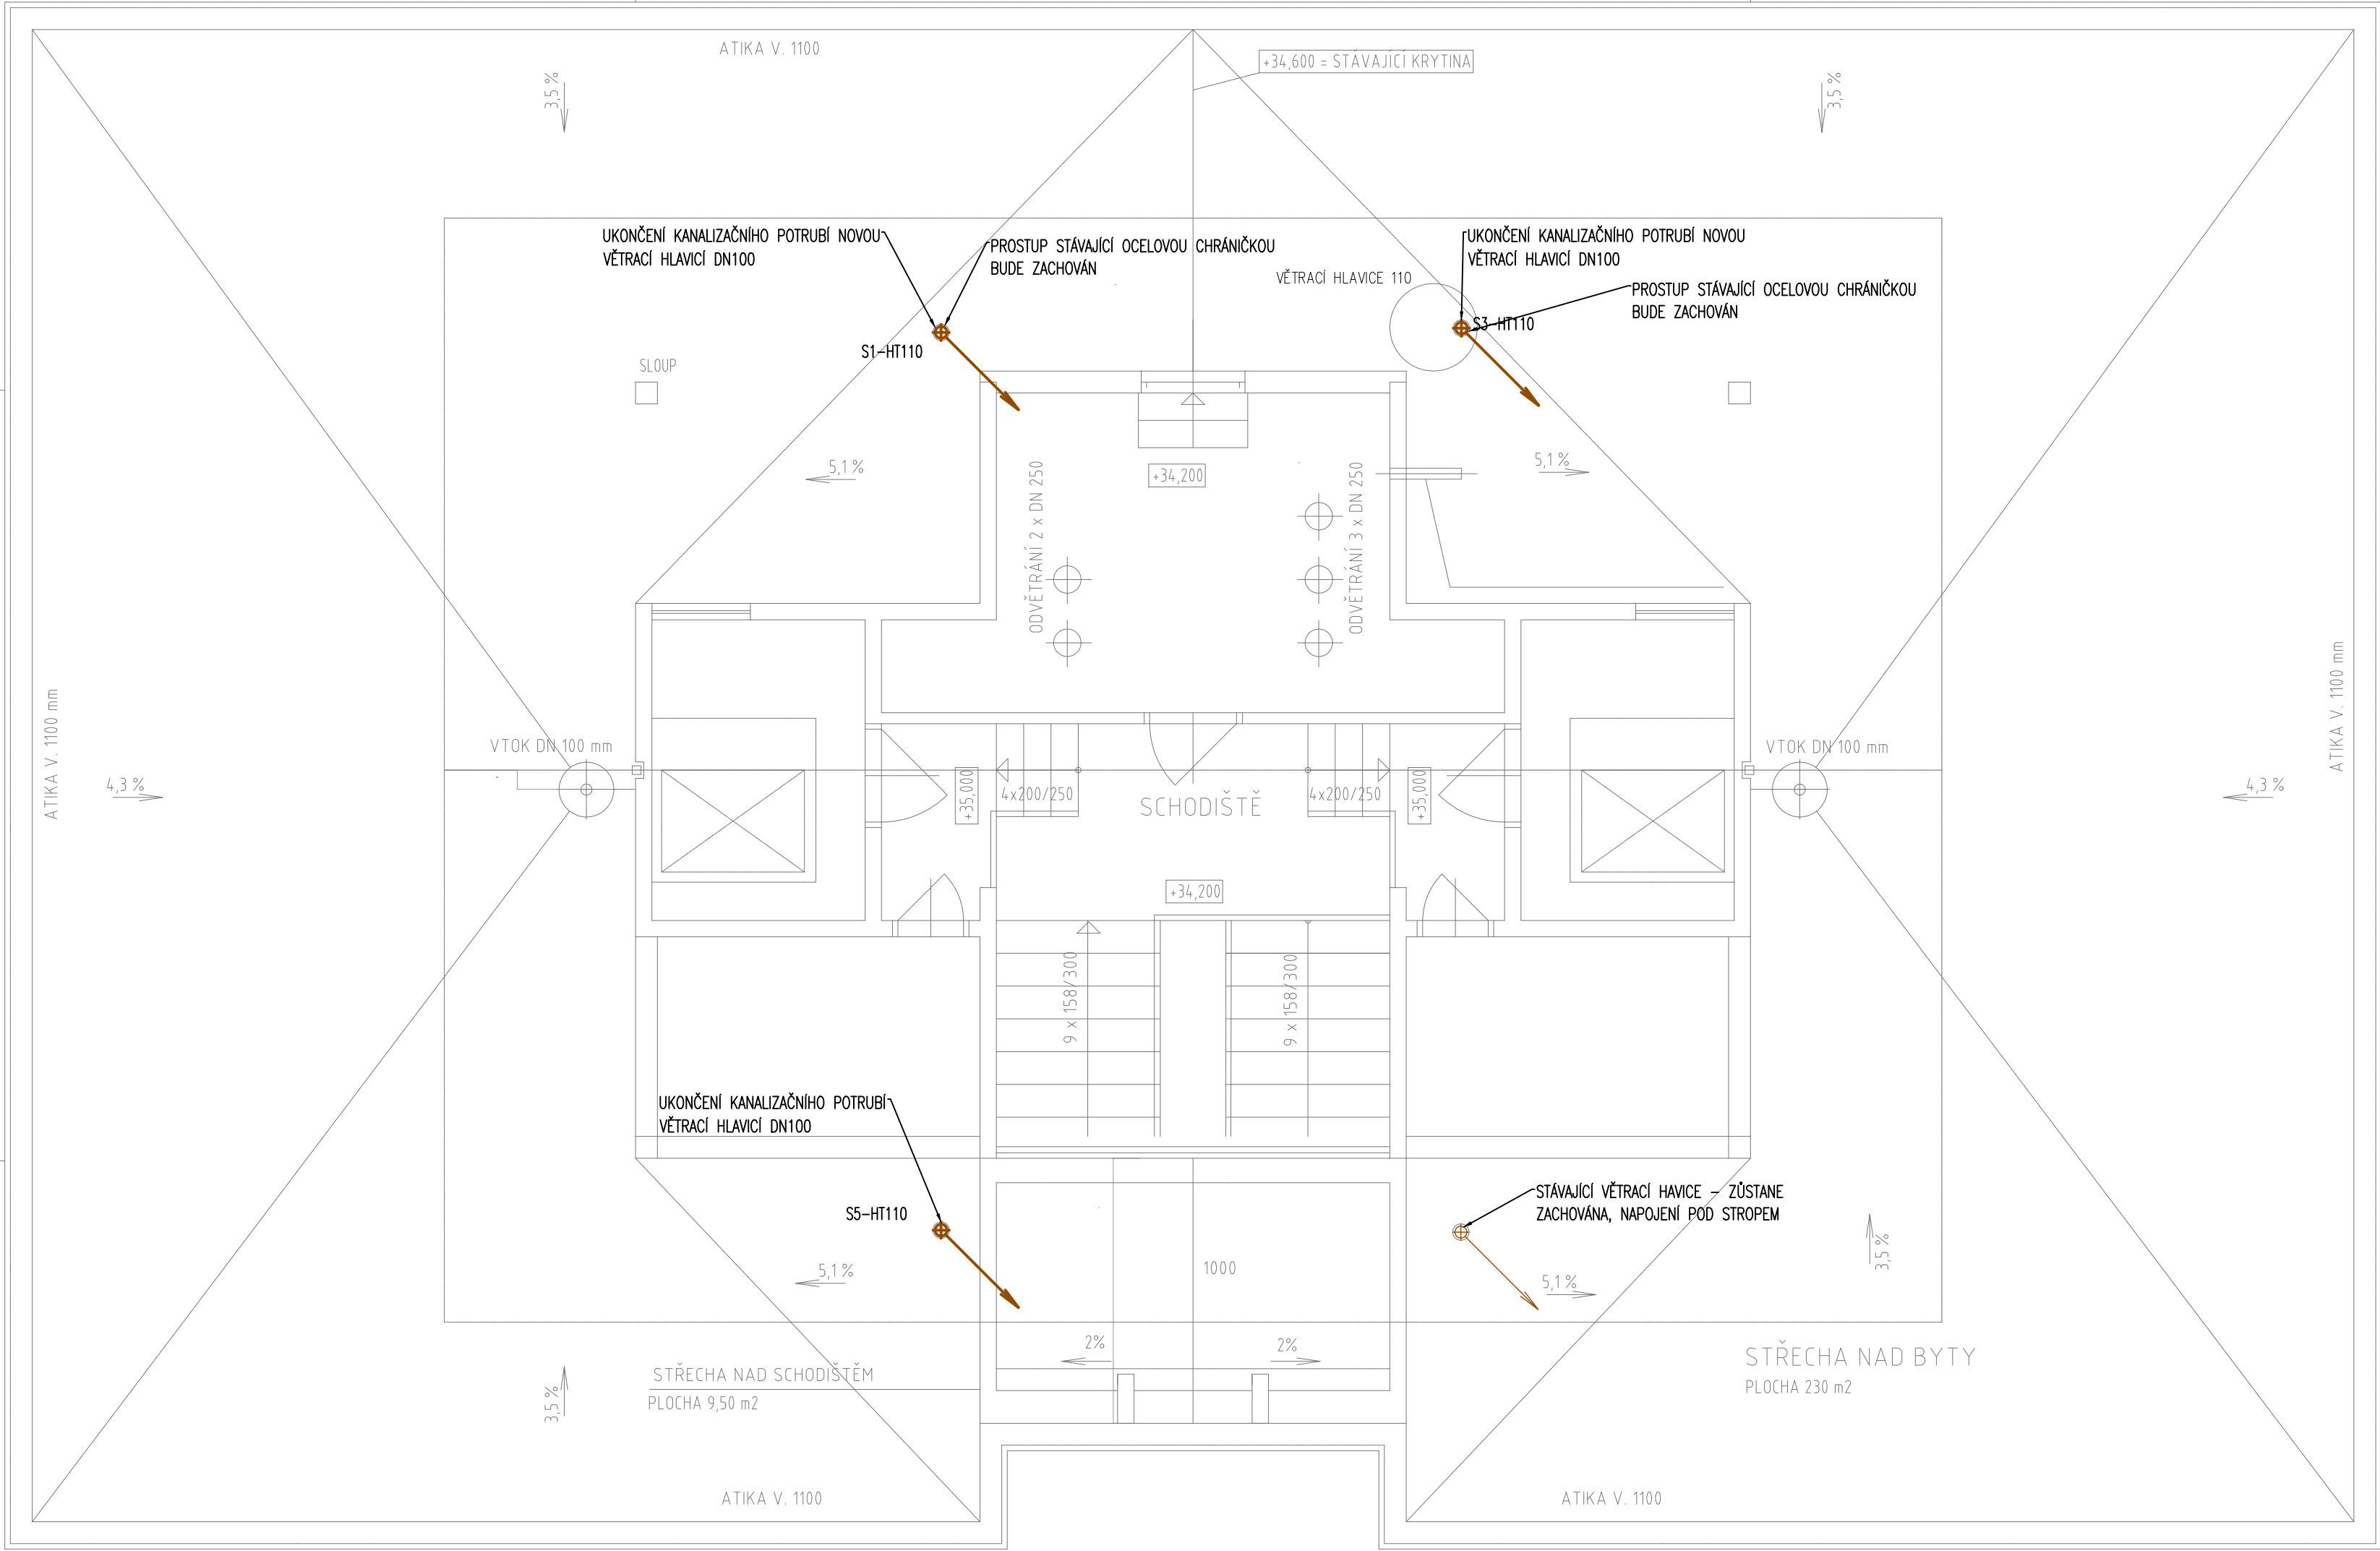 ATIKA V. 1100
+34,600 = STÁVAJÍCÍ KRYTINA
3,5 %
3,5 %
UKONČENÍ KANALIZAČNÍHO POTRUBÍ NOVOU
VĚTRACÍ HLAVICÍ DN100
PROSTUP STÁVAJÍCÍ OCELOVOU CHRÁNIČKOU
BUDE ZACHOVÁN
UKONČENÍ KANALIZAČNÍHO POTRUBÍ NOVOU
VĚTRACÍ HLAVICÍ DN100
VĚTRACÍ HLAVICE 110
PROSTUP STÁVAJÍCÍ OCELOVOU CHRÁNIČKOU
BUDE ZACHOVÁN
S1-HT110
S3-HT110
SLOUP
5,1 %
+34,200
5,1 %
ODVĚTRÁNÍ 2 x DN 250
ODVĚTRÁNÍ 3 x DN 250
ATIKA V. 1100 mm
ATIKA V. 1100 mm
VTOK DN 100 mm
VTOK DN 100 mm
4,3 %
4,3 %
+35,000
4x200/250
SCHODIŠTĚ
4x200/250
+35,000
+34,200
9 x 158/300
9 x 158/300
UKONČENÍ KANALIZAČNÍHO POTRUBÍ
VĚTRACÍ HLAVICÍ DN100
S5-HT110
STÁVAJÍCÍ VĚTRACÍ HAVICE – ZŮSTANE
ZACHOVÁNA, NAPOJENÍ POD STROPEM
3,5 %
5,1 %
1000
5,1 %
2%
2%
STŘECHA NAD SCHODIŠTĚM
PLOCHA 9,50 m2
STŘECHA NAD BYTY
PLOCHA 230 m2
3,5 %
ATIKA V. 1100
ATIKA V. 1100